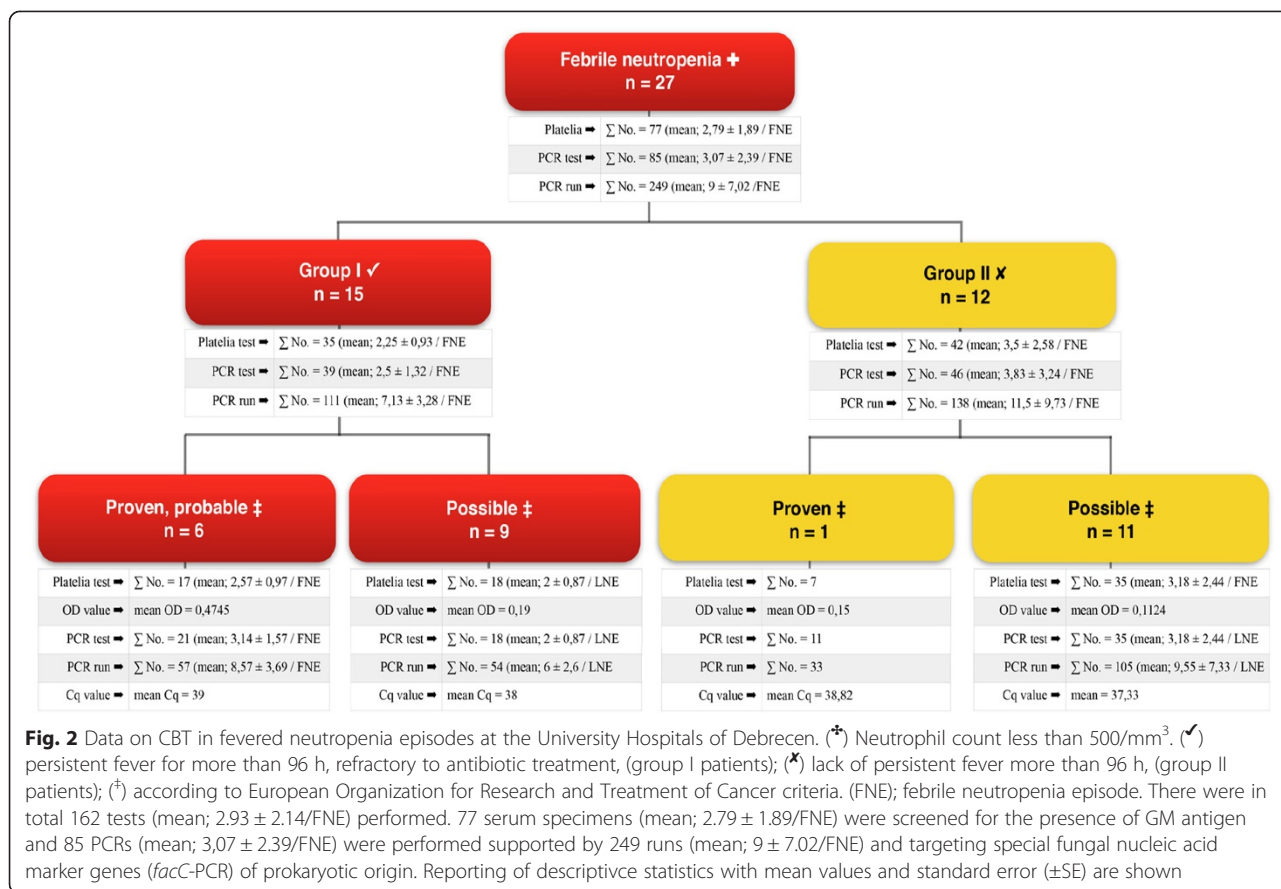 Febrile neutropenia ✚
n = 27
Platelia ➡ ∑ No. = 77 (mean; 2,79 ± 1,89 / FNE
PCR test ➡ ∑ No. = 85 (mean; 3,07 ± 2,39 / FNE
PCR run ➡ ∑ No. = 249 (mean; 9 ± 7,02 /FNE
Group I ✓
n = 15
Platelia test ➡ ∑ No. = 35 (mean; 2,25 ± 0,93 / FNE
PCR test ➡ ∑ No. = 39 (mean; 2,5 ± 1,32 / FNE
PCR run ➡ ∑ No. = 111 (mean; 7,13 ± 3,28 / FNE
Group II ✘
n = 12
Platelia test ➡ ∑ No. = 42 (mean; 3,5 ± 2,58 / FNE
PCR test ➡ ∑ No. = 46 (mean; 3,83 ± 3,24 / FNE
PCR run ➡ ∑ No. = 138 (mean; 11,5 ± 9,73 / FNE
Proven, probable ‡
n = 6
Platelia test ➡ ∑ No. = 17 (mean; 2,57 ± 0,97 / FNE
OD value ➡ mean OD = 0,4745
PCR test ➡ ∑ No. = 21 (mean; 3,14 ± 1,57 / FNE
PCR run ➡ ∑ No. = 57 (mean; 8,57 ± 3,69 / FNE
Cq value ➡ mean Cq = 39
Possible ‡
n = 9
Platelia test ➡ ∑ No. = 18 (mean; 2 ± 0,87 / LNE
OD value ➡ mean OD = 0,19
PCR test ➡ ∑ No. = 18 (mean; 2 ± 0,87 / LNE
PCR run ➡ ∑ No. = 54 (mean; 6 ± 2,6 / LNE
Cq value ➡ mean Cq = 38
Proven ‡
n = 1
Platelia test ➡ ∑ No. = 7
OD value ➡ mean OD = 0,15
PCR test ➡ ∑ No. = 11
PCR run ➡ ∑ No. = 33
Cq value ➡ mean Cq = 38,82
Possible ‡
n = 11
Platelia test ➡ ∑ No. = 35 (mean; 3,18 ± 2,44 / FNE
OD value ➡ mean OD = 0,1124
PCR test ➡ ∑ No. = 35 (mean; 3,18 ± 2,44 / LNE
PCR run ➡ ∑ No. = 105 (mean; 9,55 ± 7,33 / LNE
Cq value ➡ mean = 37,33
Fig. 2 Data on CBT in fevered neutropenia episodes at the University Hospitals of Debrecen. (✣) Neutrophil count less than 500/mm³. (✔)
persistent fever for more than 96 h, refractory to antibiotic treatment, (group I patients); (✘) lack of persistent fever more than 96 h, (group II
patients); (‡) according to European Organization for Research and Treatment of Cancer criteria. (FNE); febrile neutropenia episode. There were in
total 162 tests (mean; 2.93 ± 2.14/FNE) performed. 77 serum specimens (mean; 2.79 ± 1.89/FNE) were screened for the presence of GM antigen
and 85 PCRs (mean; 3,07 ± 2.39/FNE) were performed supported by 249 runs (mean; 9 ± 7.02/FNE) and targeting special fungal nucleic acid
marker genes (facC-PCR) of prokaryotic origin. Reporting of descriptivce statistics with mean values and standard error (±SE) are shown